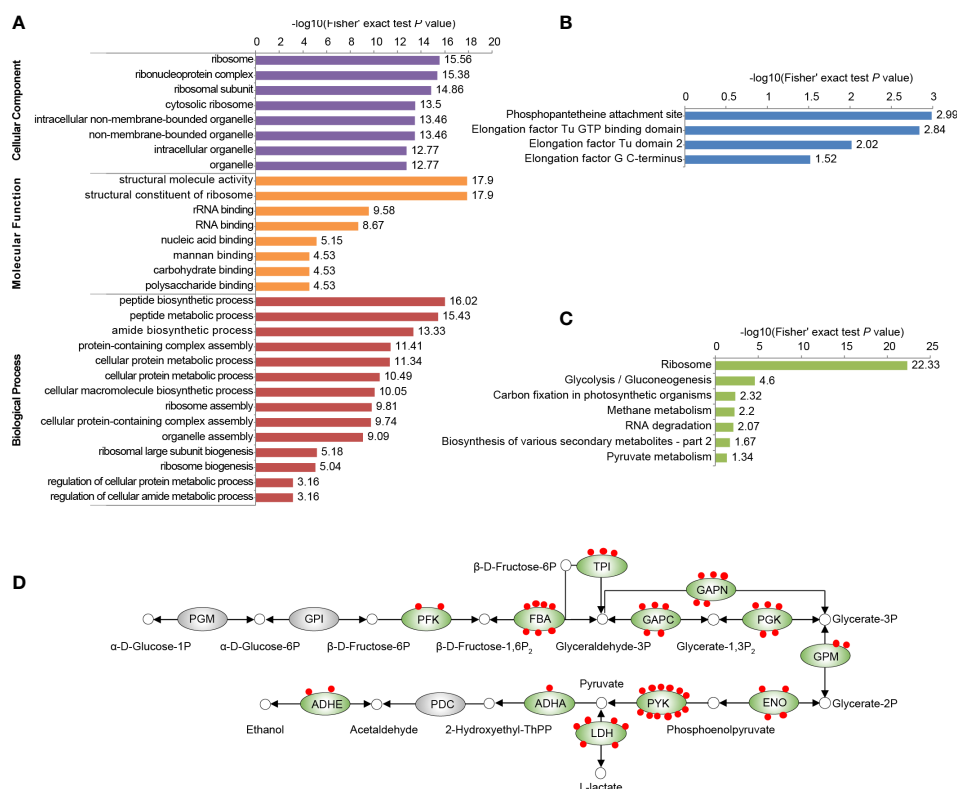 A
-log10(Fisher' exact test P value)
0 2 4 6 8 10 12 14 16 18 20
Cellular Component
ribosome 15.56
ribonucleoprotein complex 15.38
ribosomal subunit 14.86
cytosolic ribosome 13.5
intracellular non-membrane-bounded organelle 13.46
non-membrane-bounded organelle 13.46
intracellular organelle 12.77
organelle 12.77
Molecular Function
structural molecule activity 17.9
structural constituent of ribosome 17.9
rRNA binding 9.58
RNA binding 8.67
nucleic acid binding 5.15
mannan binding 4.53
carbohydrate binding 4.53
polysaccharide binding 4.53
Biological Process
peptide biosynthetic process 16.02
peptide metabolic process 15.43
amide biosynthetic process 13.33
protein-containing complex assembly 11.41
cellular protein metabolic process 11.34
cellular protein metabolic process 10.49
cellular macromolecule biosynthetic process 10.05
ribosome assembly 9.81
cellular protein-containing complex assembly 9.74
organelle assembly 9.09
ribosomal large subunit biogenesis 5.18
ribosome biogenesis 5.04
regulation of cellular protein metabolic process 3.16
regulation of cellular amide metabolic process 3.16
B
-log10(Fisher' exact test P value)
0 0.5 1 1.5 2 2.5 3
Phosphopantetheine attachment site 2.99
Elongation factor Tu GTP binding domain 2.84
Elongation factor Tu domain 2 2.02
Elongation factor G C-terminus 1.52
C
-log10(Fisher' exact test P value)
0 5 10 15 20 25
Ribosome 22.33
Glycolysis / Gluconeogenesis 4.6
Carbon fixation in photosynthetic organisms 2.32
Methane metabolism 2.2
RNA degradation 2.07
Biosynthesis of various secondary metabolites - part 2 1.67
Pyruvate metabolism 1.34
D
β-D-Fructose-6P
TPI
GAPN
PGM
GPI
PFK
FBA
GAPC
PGK
Glycerate-3P
α-D-Glucose-1P
α-D-Glucose-6P
β-D-Fructose-6P
β-D-Fructose-1,6P₂
Glyceraldehyde-3P
Glycerate-1,3P₂
GPM
Pyruvate
ADHE
PDC
ADHA
PYK
ENO
Glycerate-2P
Ethanol
Acetaldehyde
2-Hydroxyethyl-ThPP
LDH
Phosphoenolpyruvate
L-lactate